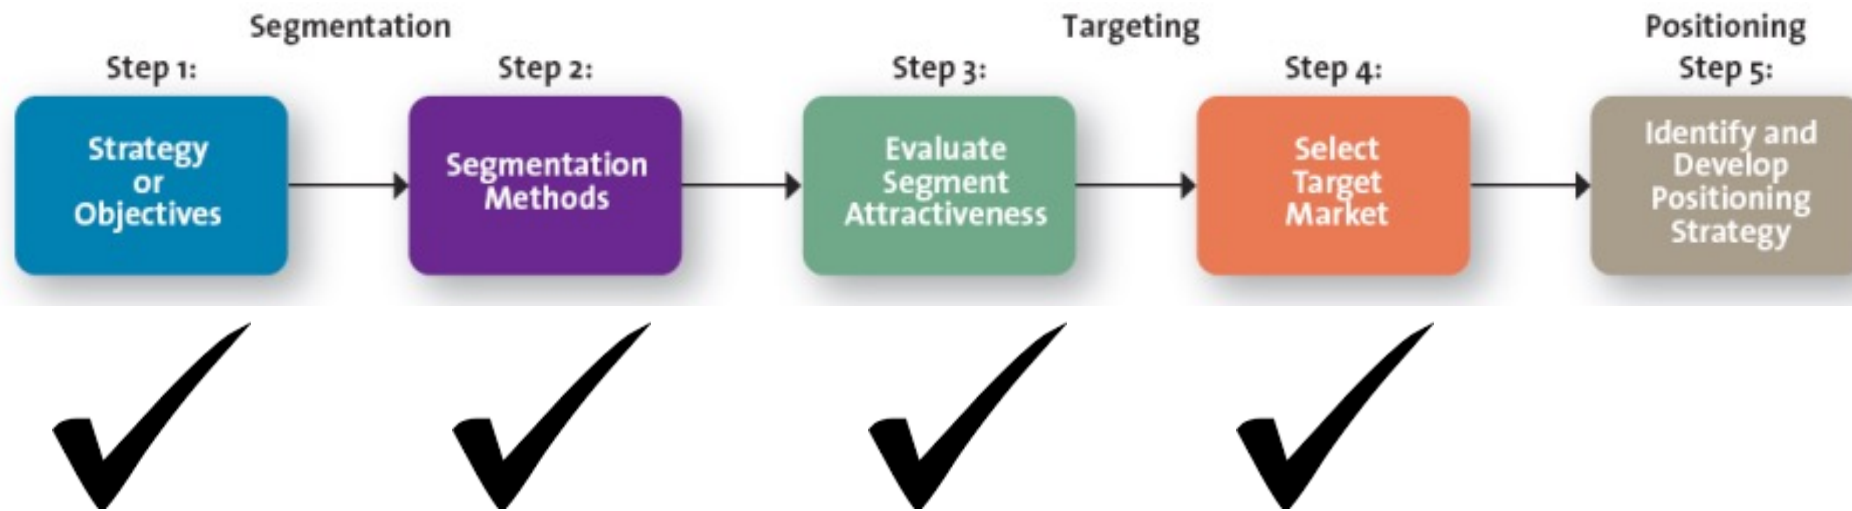 Segmentation
Targeting
Positioning
Step 1:
Step 2:
Step 3:
Step 4:
Step 5:
Strategy
or
Objectives
Segmentation
Methods
Evaluate
Segment
Attractiveness
Select
Target
Market
Identify and
Develop
Positioning
Strategy